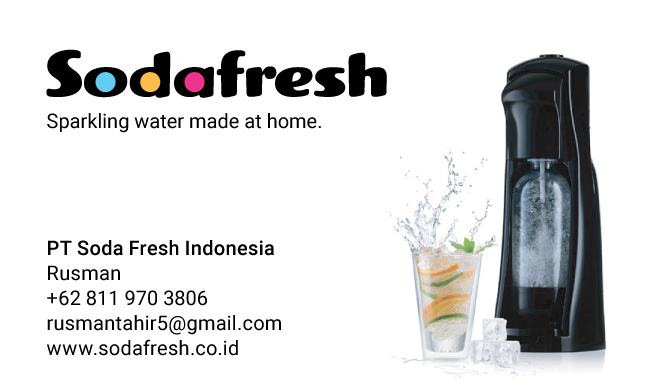 Sodafresh
Sparkling water made at home.
PT Soda Fresh Indonesia
Rusman
+62 811 970 3806
rusmantahir5@gmail.com
www.sodafresh.co.id